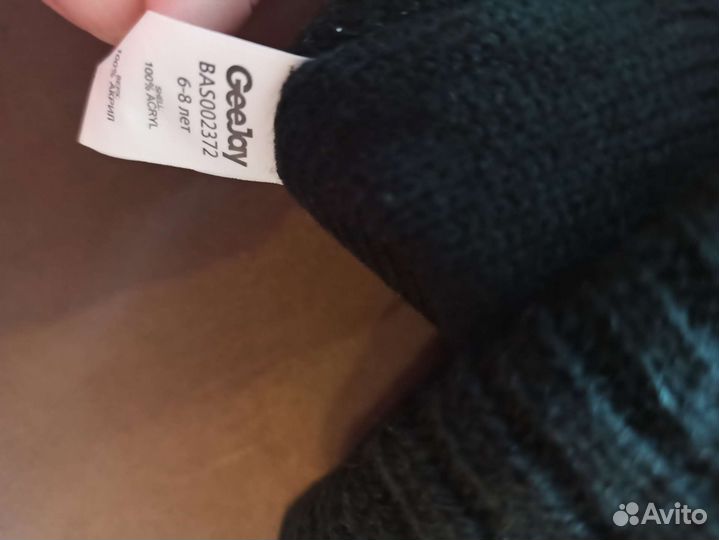 GeeJay
BAS002372
6-8 лет
SHELL
100% ACRYL
ВЕРХ
100% АКРИЛ
Avito